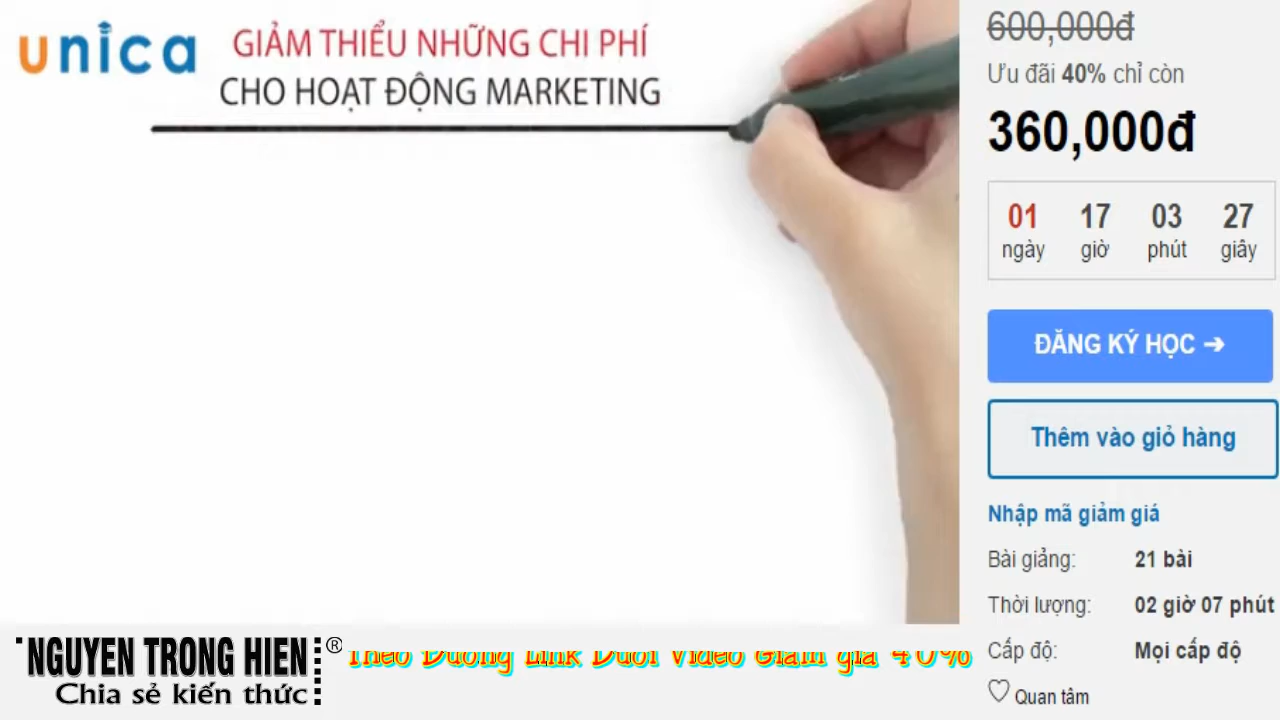 unica
GIẢM THIỂU NHỮNG CHI PHÍ
CHO HOẠT ĐỘNG MARKETING
600,000đ
Ưu đãi 40% chỉ còn
360,000đ
01 17 03 27
ngày giờ phút giây
ĐĂNG KÝ HỌC ➔
Thêm vào giỏ hàng
Nhập mã giảm giá
Bài giảng: 21 bài
Thời lượng: 02 giờ 07 phút
Cấp độ: Mọi cấp độ
Quan tâm
NGUYEN TRONG HIEN ®
Chia sẻ kiến thức
Theo Đường Link Dưới Video Giảm giá 40%